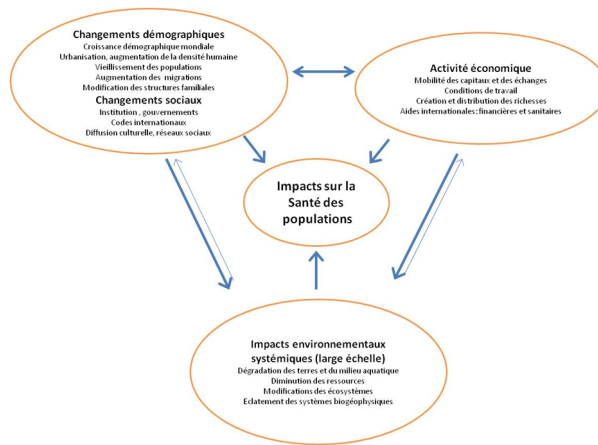 Changements démographiques
Croissance démographique mondiale
Urbanisation, augmentation de la densité humaine
Vieillissement des populations
Augmentation des migrations
Modification des structures familiales
Changements sociaux
Institution , gouvernements
Codes internationaux
Diffusion culturelle, réseaux sociaux
Activité économique
Mobilité des capitaux et des échanges
Conditions de travail
Création et distribution des richesses
Aides internationales: financières et sanitaires
Impacts sur la
Santé des
populations
Impacts environnementaux
systémiques (large échelle)
Dégradation des terres et du milieu aquatique
Diminution des ressources
Modifications des écosystèmes
Eclatement des systèmes biogéophysiques